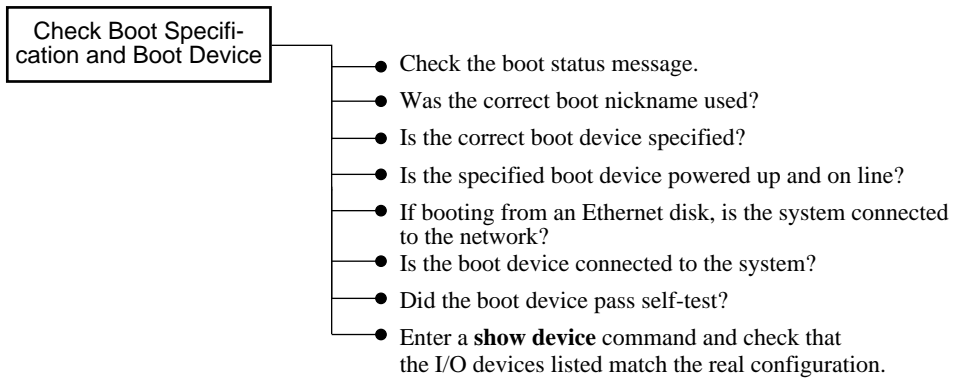 Check Boot Specifi-
cation and Boot Device
Check the boot status message.
Was the correct boot nickname used?
Is the correct boot device specified?
Is the specified boot device powered up and on line?
If booting from an Ethernet disk, is the system connected
to the network?
Is the boot device connected to the system?
Did the boot device pass self-test?
Enter a show device command and check that
the I/O devices listed match the real configuration.